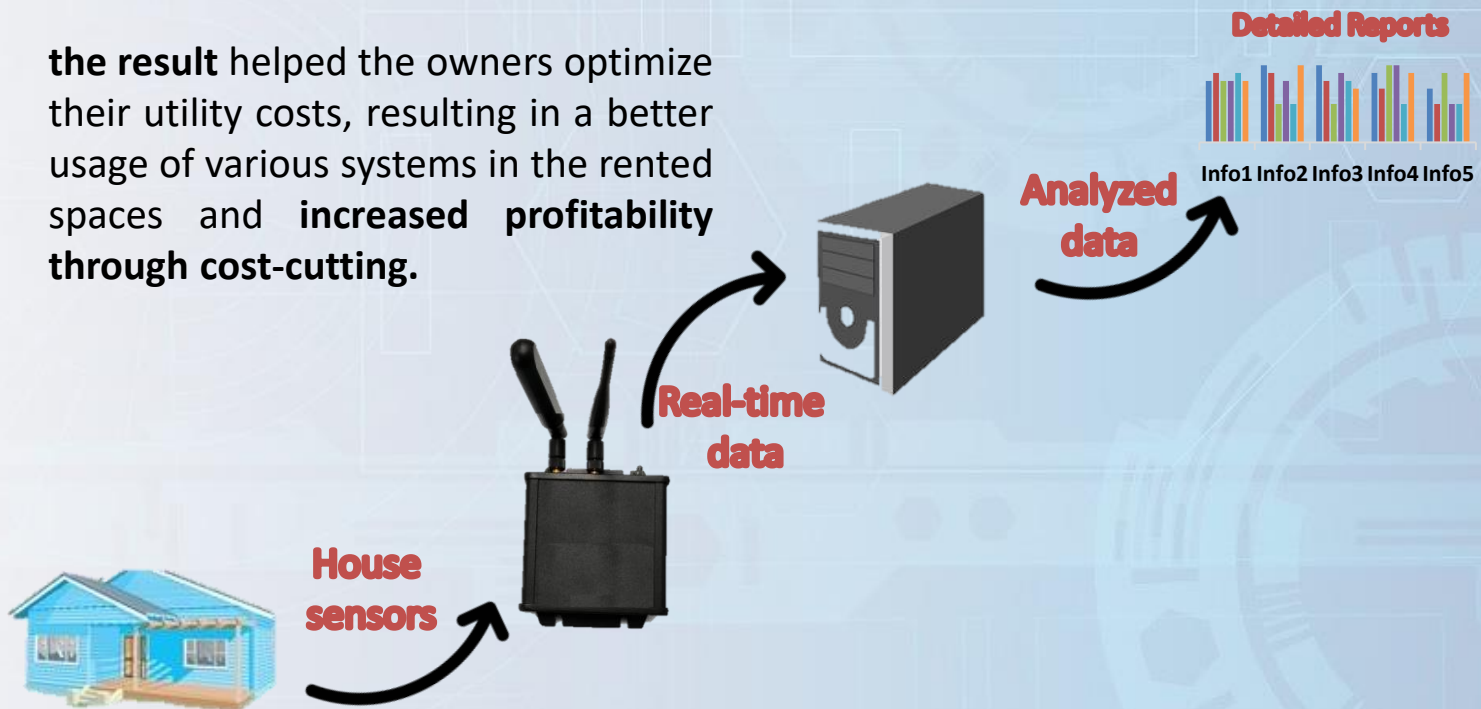 the result helped the owners optimize
their utility costs, resulting in a better
usage of various systems in the rented
spaces and increased profitability
through cost-cutting.
Detailed Reports
Info1 Info2 Info3 Info4 Info5
Analyzed
data
Real-time
data
House
sensors